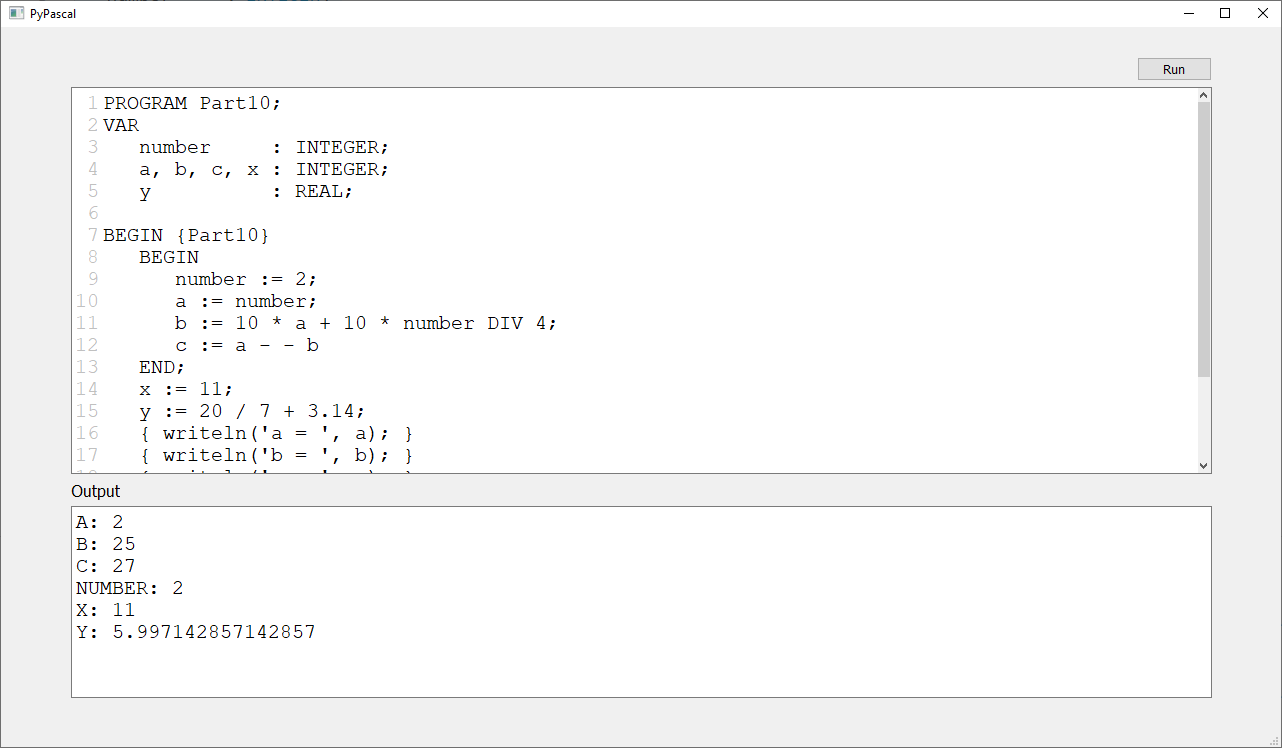 PyPascal
Run
1 PROGRAM Part10;
2 VAR
3    number     : INTEGER;
4    a, b, c, x : INTEGER;
5    y          : REAL;
6
7 BEGIN {Part10}
8    BEGIN
9       number := 2;
10       a := number;
11       b := 10 * a + 10 * number DIV 4;
12       c := a - - b
13    END;
14    x := 11;
15    y := 20 / 7 + 3.14;
16    { writeln('a = ', a); }
17    { writeln('b = ', b); }
Output
A: 2
B: 25
C: 27
NUMBER: 2
X: 11
Y: 5.997142857142857